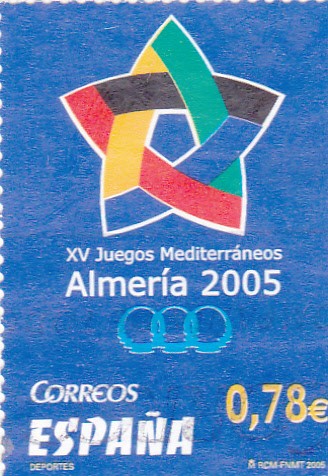 XV Juegos Mediterráneos
Almería 2005
CORREOS
0,78€
ESPAÑA
DEPORTES
RCM-FNMT 2005